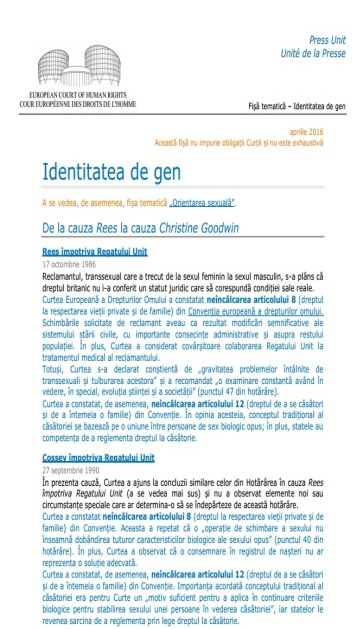 Press Unit
Unité de la Presse
EUROPEAN COURT OF HUMAN RIGHTS
COUR EUROPÉENNE DES DROITS DE L'HOMME
Fişă tematică – Identitatea de gen
aprilie 2016
Această fişă nu impune obligații Curții şi nu este exhaustivă
Identitatea de gen
A se vedea, de asemenea, fişa tematică „Orientarea sexuală".
De la cauza Rees la cauza Christine Goodwin
Rees împotriva Regatului Unit
17 octombrie 1986
Reclamantul, transsexual care a trecut de la sexul feminin la sexul masculin, s-a plâns că
dreptul britanic nu i-a conferit un statut juridic care să corespundă condiției sale reale.
Curtea Europeană a Drepturilor Omului a constatat neîncălcarea articolului 8 (dreptul
la respectarea vieții private și de familie) din Convenția europeană a drepturilor omului.
Schimbările solicitate de reclamant aveau ca rezultat modificări semnificative ale
sistemului stării civile, cu importante consecințe administrative și asupra restului
populației. În plus, Curtea a considerat covârșitoare colaborarea Regatului Unit la
tratamentul medical al reclamantului.
Totuși, Curtea s-a declarat conștientă de „gravitatea problemelor întâlnite de
transsexuali și tulburarea acestora" și a recomandat „o examinare constantă având în
vedere, în special, evoluția științei și a societății" (punctul 47 din hotărâre).
Curtea a constatat, de asemenea, neîncălcarea articolului 12 (dreptul de a se căsători
și de a întemeia o familie) din Convenție. În opinia acesteia, conceptul tradițional al
căsătoriei se bazează pe o uniune între persoane de sex biologic opus; în plus, statele au
competența de a reglementa dreptul la căsătorie.
Cossey împotriva Regatului Unit
27 septembrie 1990
În prezenta cauză, Curtea a ajuns la concluzii similare celor din Hotărârea în cauza Rees
împotriva Regatului Unit (a se vedea mai sus) și nu a observat elemente noi sau
circumstanțe speciale care ar determina-o să se îndepărteze de această hotărâre.
Curtea a constatat neîncălcarea articolului 8 (dreptul la respectarea vieții private și de
familie) din Convenție. Aceasta a repetat că o „operație de schimbare a sexului nu
înseamnă dobândirea tuturor caracteristicilor biologice ale sexului opus" (punctul 40 din
hotărâre). În plus, Curtea a observat că o consemnare în registrul de nașteri nu ar
reprezenta o soluție adecvată.
Curtea a constatat, de asemenea, neîncălcarea articolului 12 (dreptul de a se căsători
și de a întemeia o familie) din Convenție. Importanța acordată conceptului tradițional al
căsătoriei era pentru Curte un „motiv suficient pentru a aplica în continuare criteriile
biologice pentru stabilirea sexului unei persoane în vederea căsătoriei", iar statelor le
revenea sarcina de a reglementa prin lege dreptul la căsătorie.